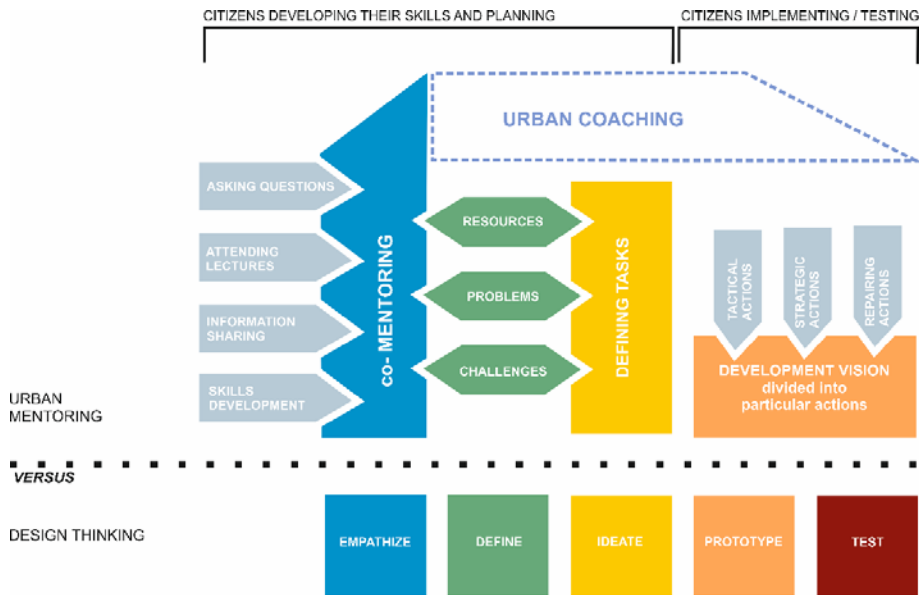 CITIZENS DEVELOPING THEIR SKILLS AND PLANNING
CITIZENS IMPLEMENTING / TESTING
URBAN COACHING
ASKING QUESTIONS
ATTENDING
LECTURES
INFORMATION
SHARING
SKILLS
DEVELOPMENT
co- MENTORING
RESOURCES
PROBLEMS
CHALLENGES
DEFINING TASKS
TACTICAL
ACTIONS
STRATEGIC
ACTIONS
REPAIRING
ACTIONS
DEVELOPMENT VISION
divided into
particular actions
URBAN
MENTORING
VERSUS
DESIGN THINKING
EMPATHIZE
DEFINE
IDEATE
PROTOTYPE
TEST